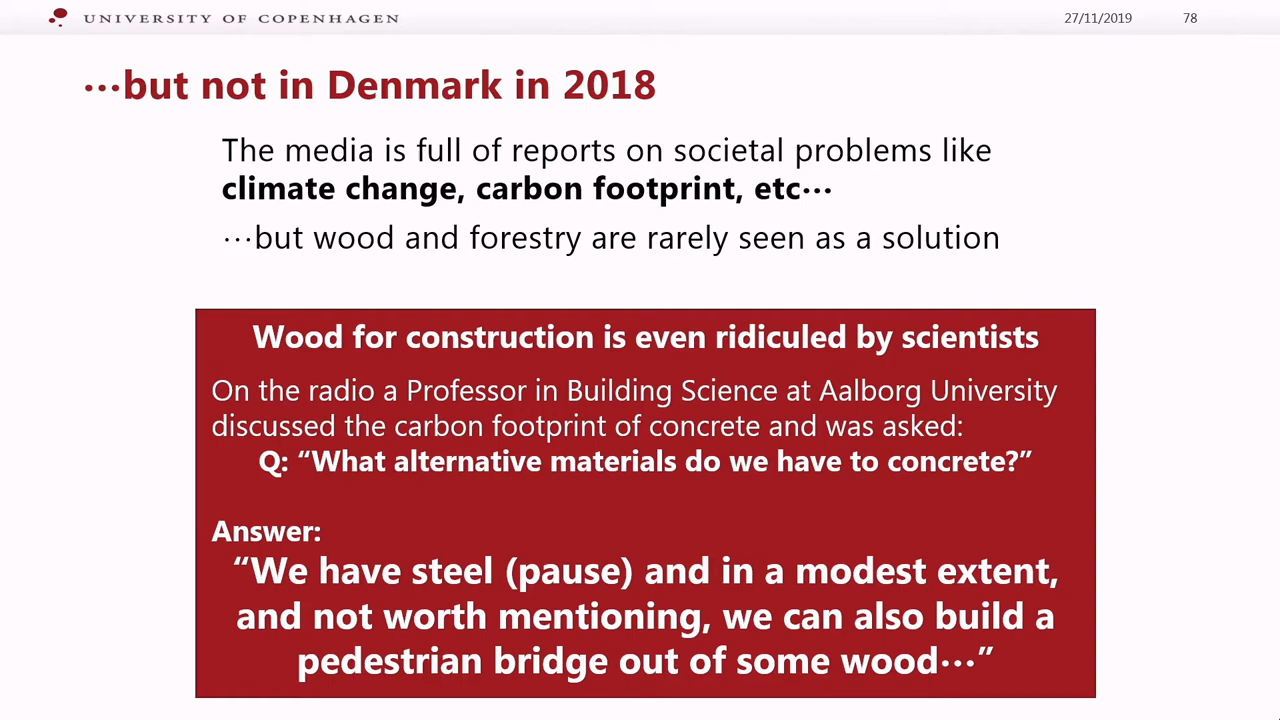 UNIVERSITY OF COPENHAGEN
27/11/2019
78
…but not in Denmark in 2018
The media is full of reports on societal problems like
climate change, carbon footprint, etc…
…but wood and forestry are rarely seen as a solution
Wood for construction is even ridiculed by scientists
On the radio a Professor in Building Science at Aalborg University
discussed the carbon footprint of concrete and was asked:
Q: “What alternative materials do we have to concrete?”
Answer:
“We have steel (pause) and in a modest extent,
and not worth mentioning, we can also build a
pedestrian bridge out of some wood…”